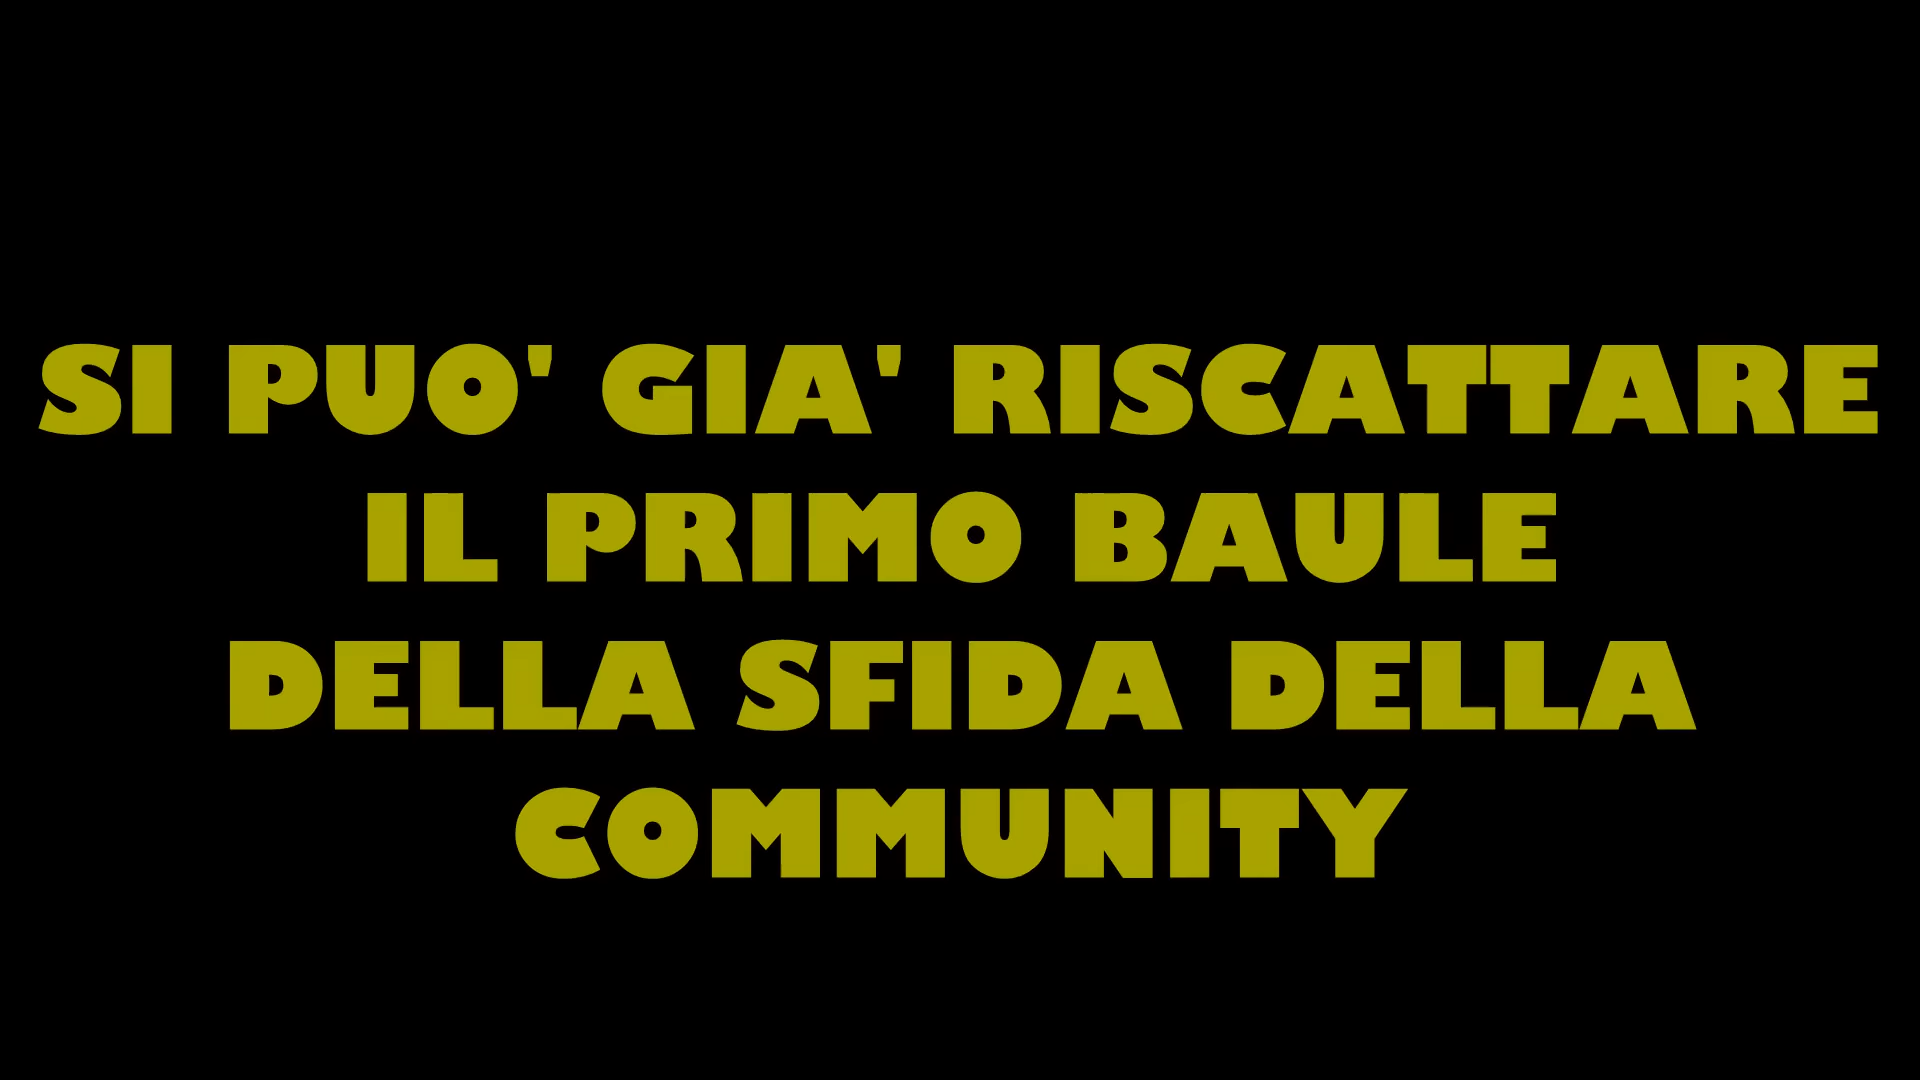 SI PUO' GIA' RISCATTARE
IL PRIMO BAULE
DELLA SFIDA DELLA
COMMUNITY